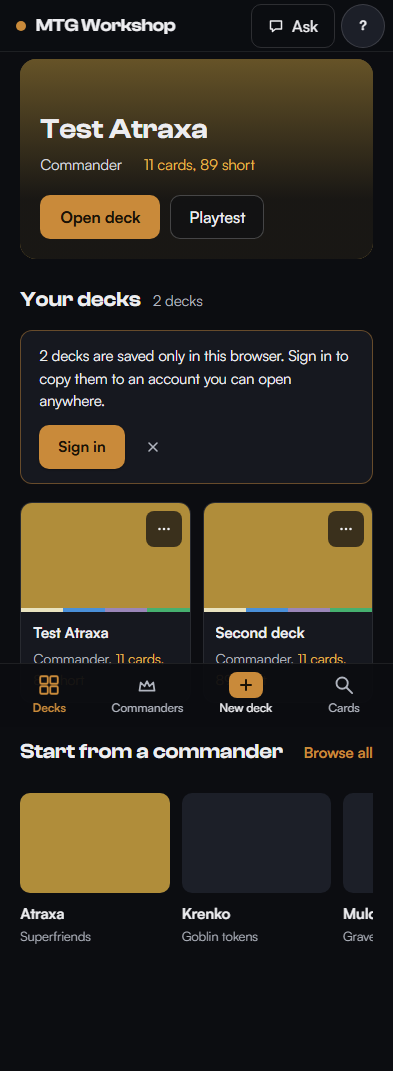 MTG Workshop
Ask
?
Test Atraxa
Commander 11 cards, 89 short
Open deck
Playtest
Your decks 2 decks
2 decks are saved only in this browser. Sign in to
copy them to an account you can open
anywhere.
Sign in
Test Atraxa
Commander, 11 cards,
Second deck
Commander, 11 cards,
Decks
Commanders
New deck
Cards
Start from a commander
Browse all
Atraxa
Superfriends
Krenko
Goblin tokens
Grave